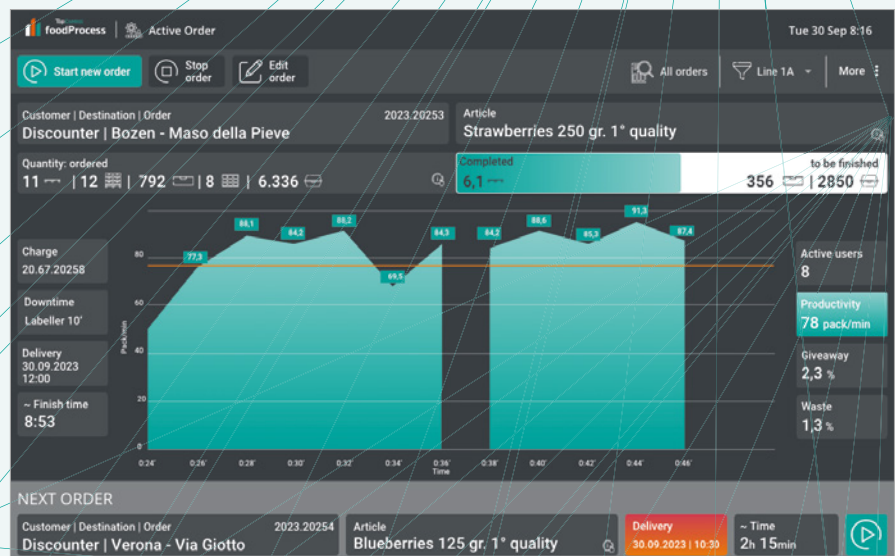 foodProcess
Active Order
Tue 30 Sep 8:16
Start new order
Stop
order
Edit
order
All orders
Line 1A
More
Customer | Destination | Order
2023.20253
Discounter | Bozen - Maso della Pieve
Article
Strawberries 250 gr. 1° quality
Quantity: ordered
11 | 12 | 792 | 8 | 6.336
Completed
to be finished
6,1
356 | 2850
Charge
20.67.20258
Downtime
Labeller 10'
Delivery
30.09.2023
12:00
~ Finish time
8:53
Pack/min
80
60
40
20
0
77,3
88,1
84,2
88,2
69,5
84,3
84,2
88,6
85,3
91,3
87,4
0:24'
0:26'
0:28'
0:30'
0:32'
0:34'
0:36'
0:38'
0:40'
0:42'
0:44'
0:46'
Time
Active users
8
Productivity
78 pack/min
Giveaway
2,3 %
Waste
1,3 %
NEXT ORDER
Customer | Destination | Order
2023.20254
Discounter | Verona - Via Giotto
Article
Blueberries 125 gr. 1° quality
Delivery
30.09.2023 | 10:30
~ Time
2h 15min